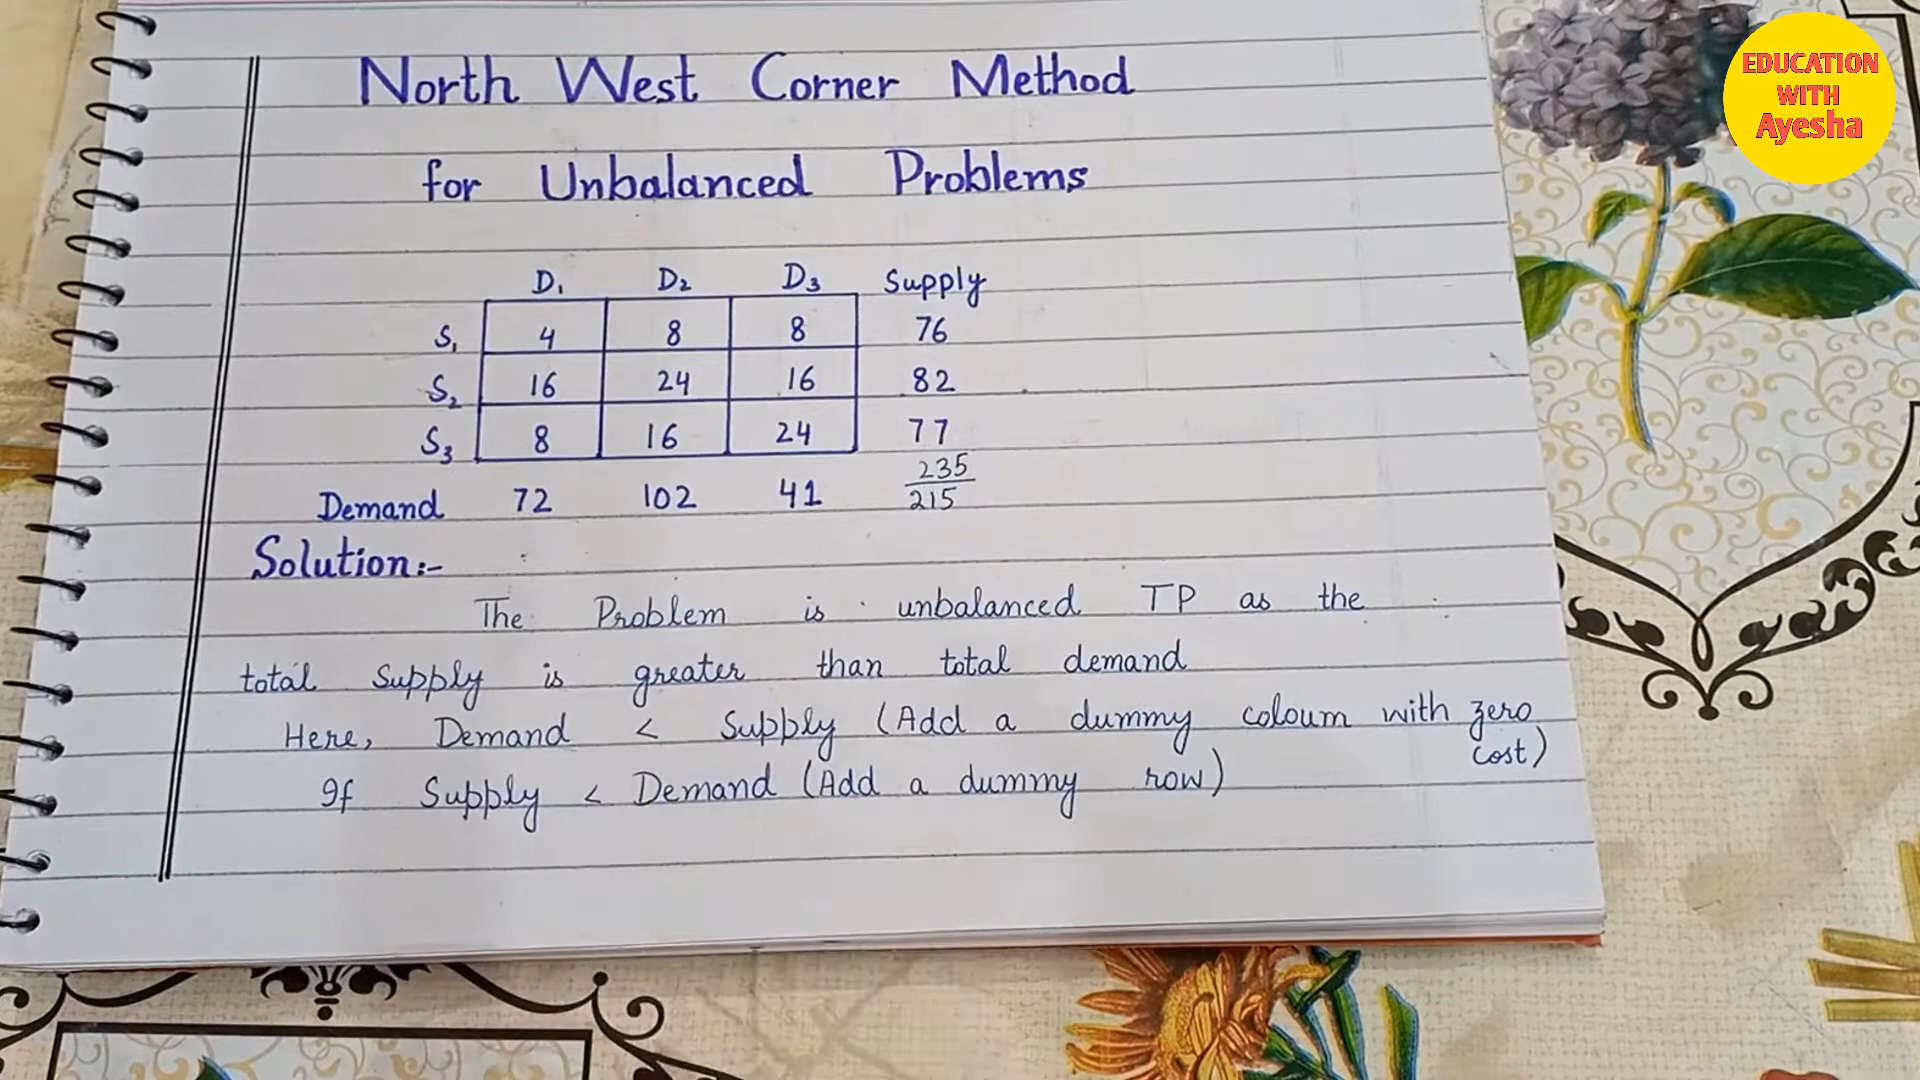 North West Corner Method
for Unbalanced Problems
D1 D2 D3 Supply
S1 4 8 8 76
S2 16 24 16 82
S3 8 16 24 77
235
Demand 72 102 41 215
Solution:-
The Problem is unbalanced TP as the
total Supply is greater than total demand
Here, Demand < Supply (Add a dummy coloum with zero
cost)
If Supply < Demand (Add a dummy row)
EDUCATION
WITH
Ayesha